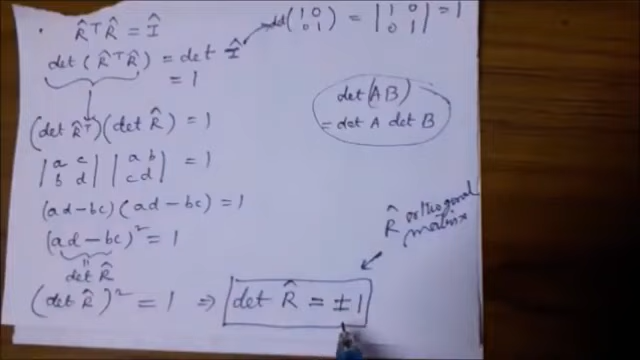 R̂ᵀR̂ = Î
det (1 0 0 1) = |1 0 0 1| = 1
det (R̂ᵀR̂) = det Î
= 1
det(AB)
= det A det B
(det R̂ᵀ)(det R̂) = 1
|a c b d| |a b c d| = 1
(ad-bc)(ad-bc) = 1
R̂ orthogonal
matrix
(ad-bc)² = 1
det R̂
(det R̂)² = 1 ⇒ det R̂ = ±1